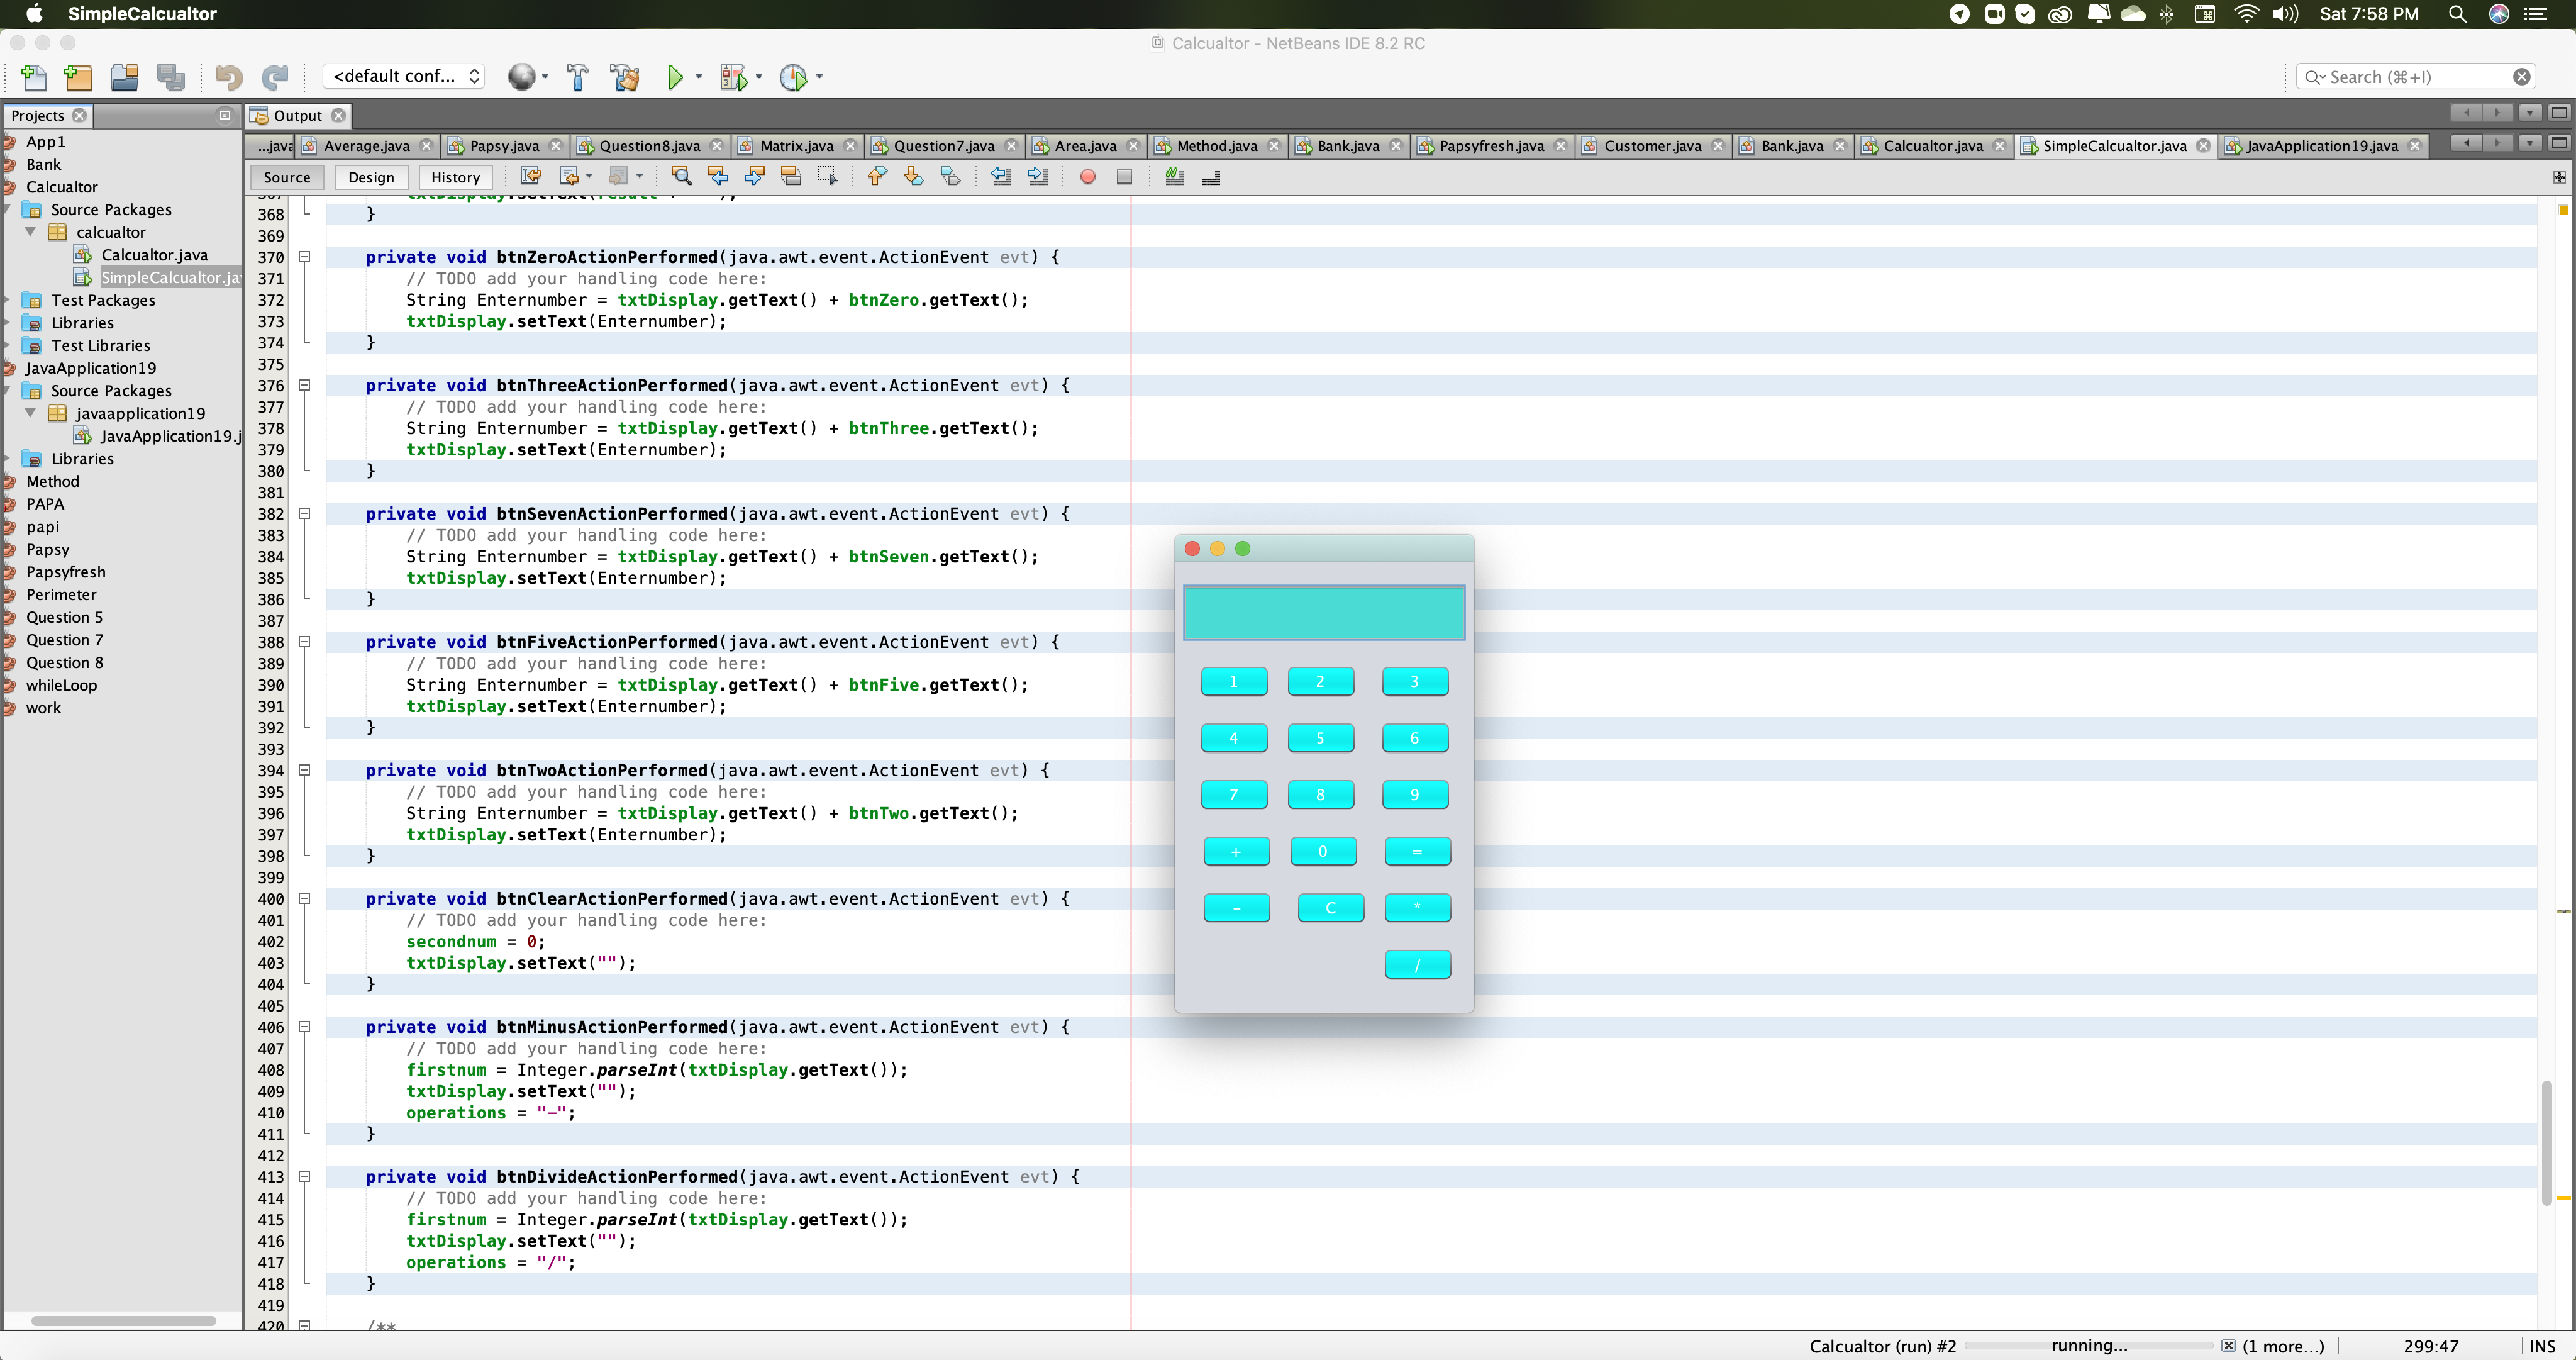 SimpleCalcualtor
Sat 7:58 PM
Calcualtor - NetBeans IDE 8.2 RC
<default conf...
Search (⌘+I)
Projects
Output
...java
Average.java
Papsy.java
Question8.java
Matrix.java
Question7.java
Area.java
Method.java
Bank.java
Papsyfresh.java
Customer.java
Bank.java
Calcualtor.java
SimpleCalcualtor.java
JavaApplication19.java
Source
Design
History
App1
Bank
Calcualtor
Source Packages
calcualtor
Calcualtor.java
SimpleCalcualtor.ja
Test Packages
Libraries
Test Libraries
JavaApplication19
Source Packages
javaapplication19
JavaApplication19.j
Libraries
Method
PAPA
papi
Papsy
Papsyfresh
Perimeter
Question 5
Question 7
Question 8
whileLoop
work
368 }
369
370 private void btnZeroActionPerformed(java.awt.event.ActionEvent evt) {
371 // TODO add your handling code here:
372 String Enternumber = txtDisplay.getText() + btnZero.getText();
373 txtDisplay.setText(Enternumber);
374 }
375
376 private void btnThreeActionPerformed(java.awt.event.ActionEvent evt) {
377 // TODO add your handling code here:
378 String Enternumber = txtDisplay.getText() + btnThree.getText();
379 txtDisplay.setText(Enternumber);
380 }
381
382 private void btnSevenActionPerformed(java.awt.event.ActionEvent evt) {
383 // TODO add your handling code here:
384 String Enternumber = txtDisplay.getText() + btnSeven.getText();
385 txtDisplay.setText(Enternumber);
386 }
387
388 private void btnFiveActionPerformed(java.awt.event.ActionEvent evt) {
389 // TODO add your handling code here:
390 String Enternumber = txtDisplay.getText() + btnFive.getText();
391 txtDisplay.setText(Enternumber);
392 }
393
394 private void btnTwoActionPerformed(java.awt.event.ActionEvent evt) {
395 // TODO add your handling code here:
396 String Enternumber = txtDisplay.getText() + btnTwo.getText();
397 txtDisplay.setText(Enternumber);
398 }
399
400 private void btnClearActionPerformed(java.awt.event.ActionEvent evt) {
401 // TODO add your handling code here:
402 secondnum = 0;
403 txtDisplay.setText("");
404 }
405
406 private void btnMinusActionPerformed(java.awt.event.ActionEvent evt) {
407 // TODO add your handling code here:
408 firstnum = Integer.parseInt(txtDisplay.getText());
409 txtDisplay.setText("");
410 operations = "-";
411 }
412
413 private void btnDivideActionPerformed(java.awt.event.ActionEvent evt) {
414 // TODO add your handling code here:
415 firstnum = Integer.parseInt(txtDisplay.getText());
416 txtDisplay.setText("");
417 operations = "/";
418 }
419
420 /**
1 2 3
4 5 6
7 8 9
+ 0 =
- C *
/
Calcualtor (run) #2
running...
(1 more...)
299:47
INS